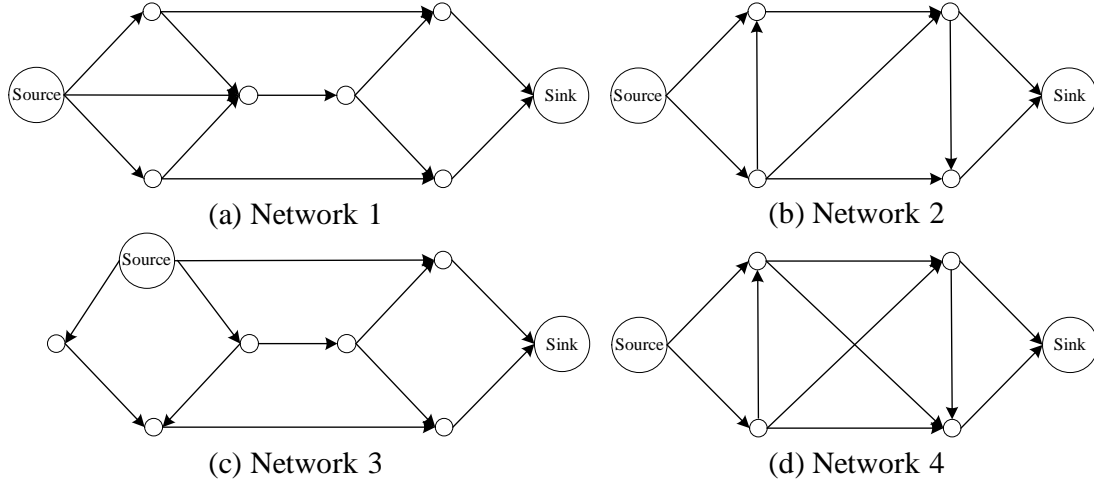 Source
Sink
Source
Sink
(a) Network 1
(b) Network 2
Source
Sink
Source
Sink
(c) Network 3
(d) Network 4